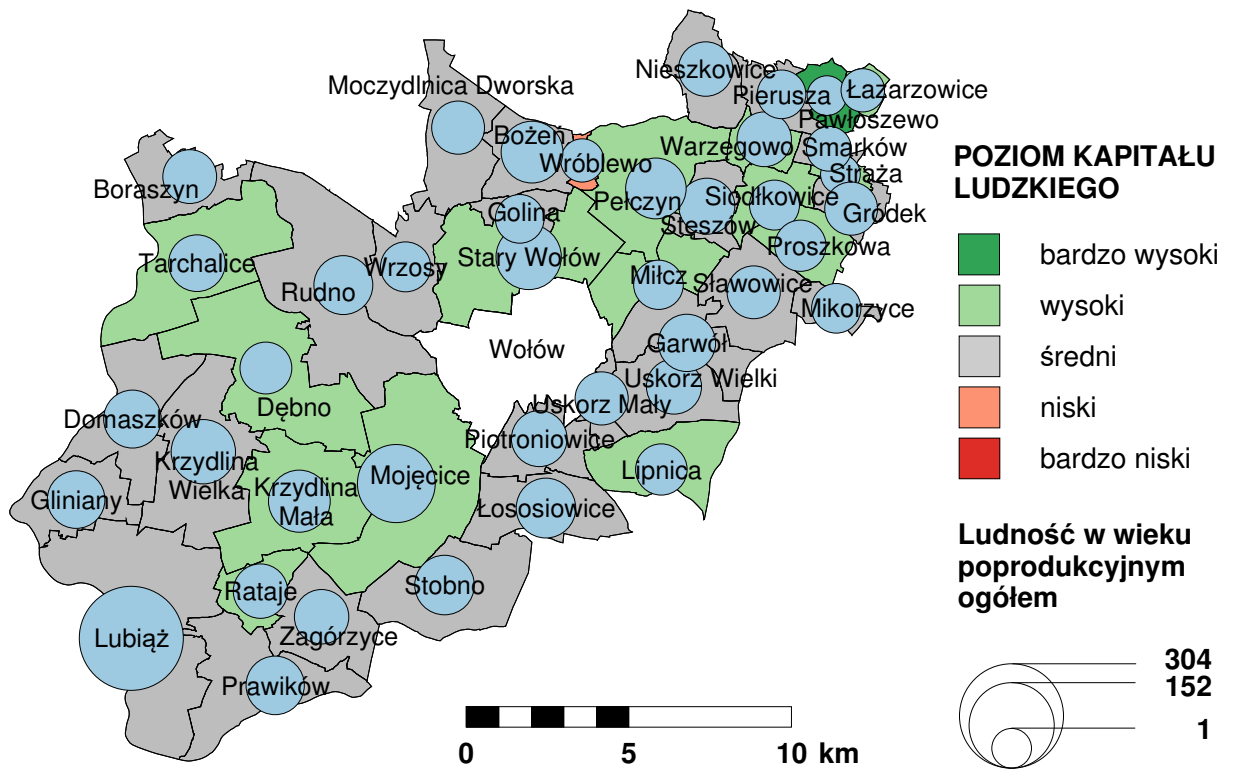 Nieszkowice
Moczydlnica Dworska
Pierusza
Łazarzowice
Pawłoszewo
Bożeń
Warzęgowo
Smarków
Wróblewo
Straża
Boraszyn
Pełczyn
Siodłkowice
Golina
Steszów
Gródek
Proszkowa
Tarchalice
Wrzosy
Stary Wołów
Rudno
Miłcz
Sławowice
Mikorzyce
Wołów
Garwół
Uskorz Wielki
Uskorz Mały
Dębno
Domaszków
Piotroniowice
Krzydlina
Wielka
Lipnica
Mojęcice
Krzydlina
Mała
Gliniany
Łososiowice
Rataje
Stobno
Zagórzyce
Lubiąż
Prawików
POZIOM KAPITAŁU
LUDZKIEGO
bardzo wysoki
wysoki
średni
niski
bardzo niski
Ludność w wieku
poprodukcyjnym
ogółem
304
152
1
0 5 10 km